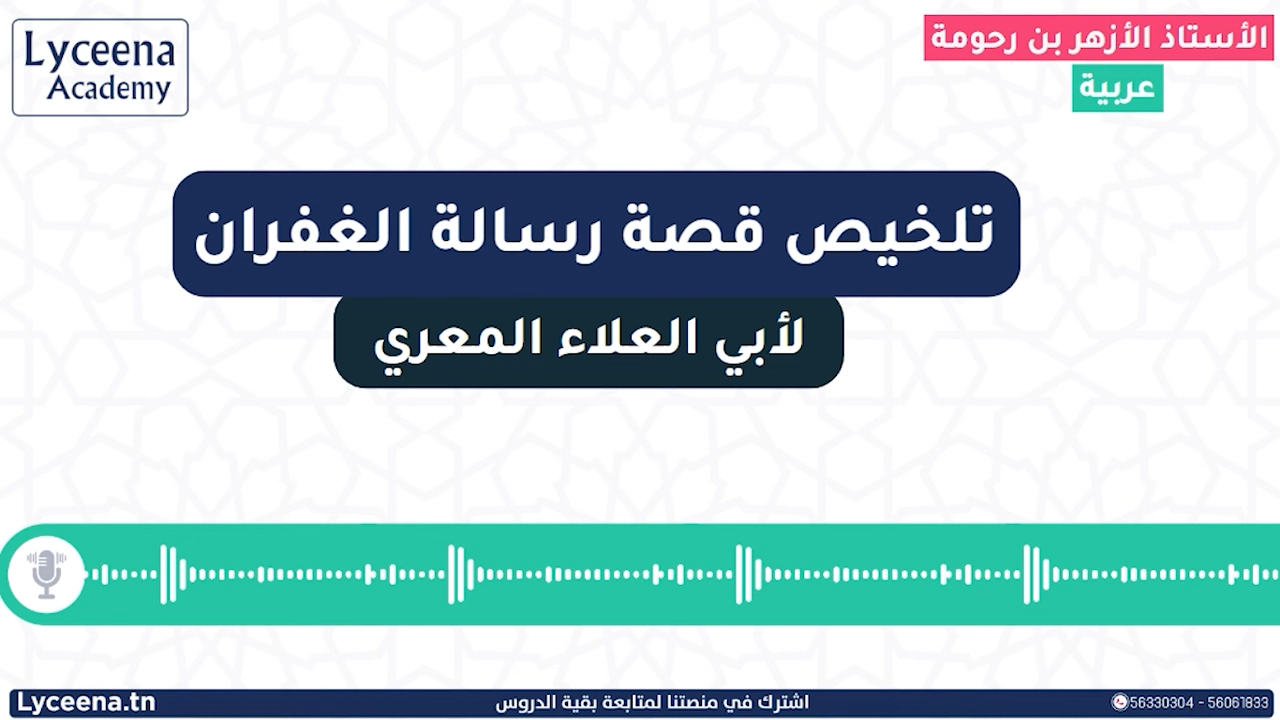 Lyceena
Academy
الأستاذ الأزهر بن رحومة
عربية
تلخيص قصة رسالة الغفران
لأبي العلاء المعري
Lyceena.tn
اشترك في منصتنا لمتابعة بقية الدروس
56330304 - 56061833